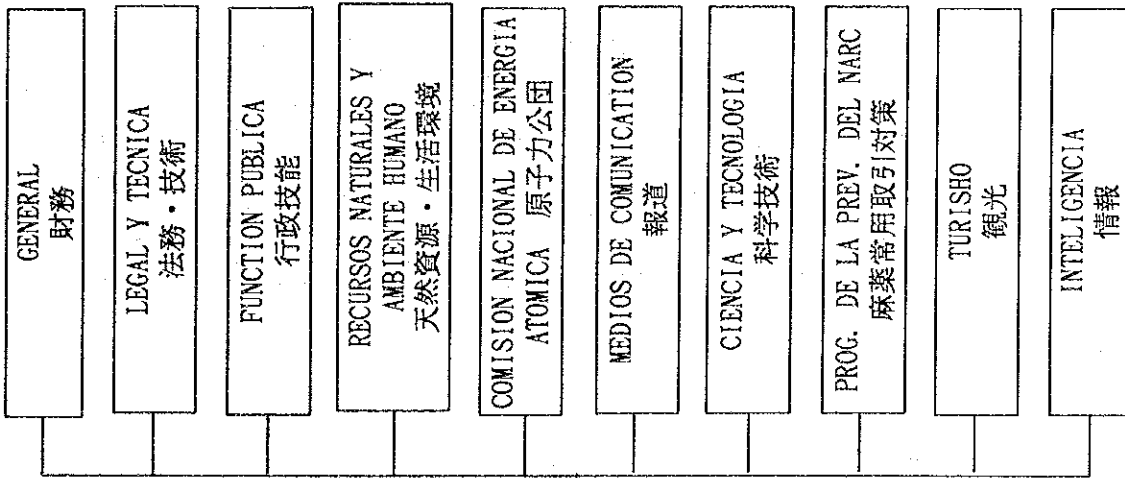 GENERAL
財務
LEGAL Y TECNICA
法務・技術
FUNCTION PUBLICA
行政技能
RECURSOS NATURALES Y
AMBIENTE HUMANO
天然資源・生活環境
COMISION NACIONAL DE ENERGIA
ATOMICA 原子力公団
MEDIOS DE COMUNICATION
報道
CIENCIA Y TECNOLOGIA
科学技術
PROG. DE LA PREV. DEL NARC
麻薬常用取引対策
TURISHO
観光
INTELIGENCIA
情報